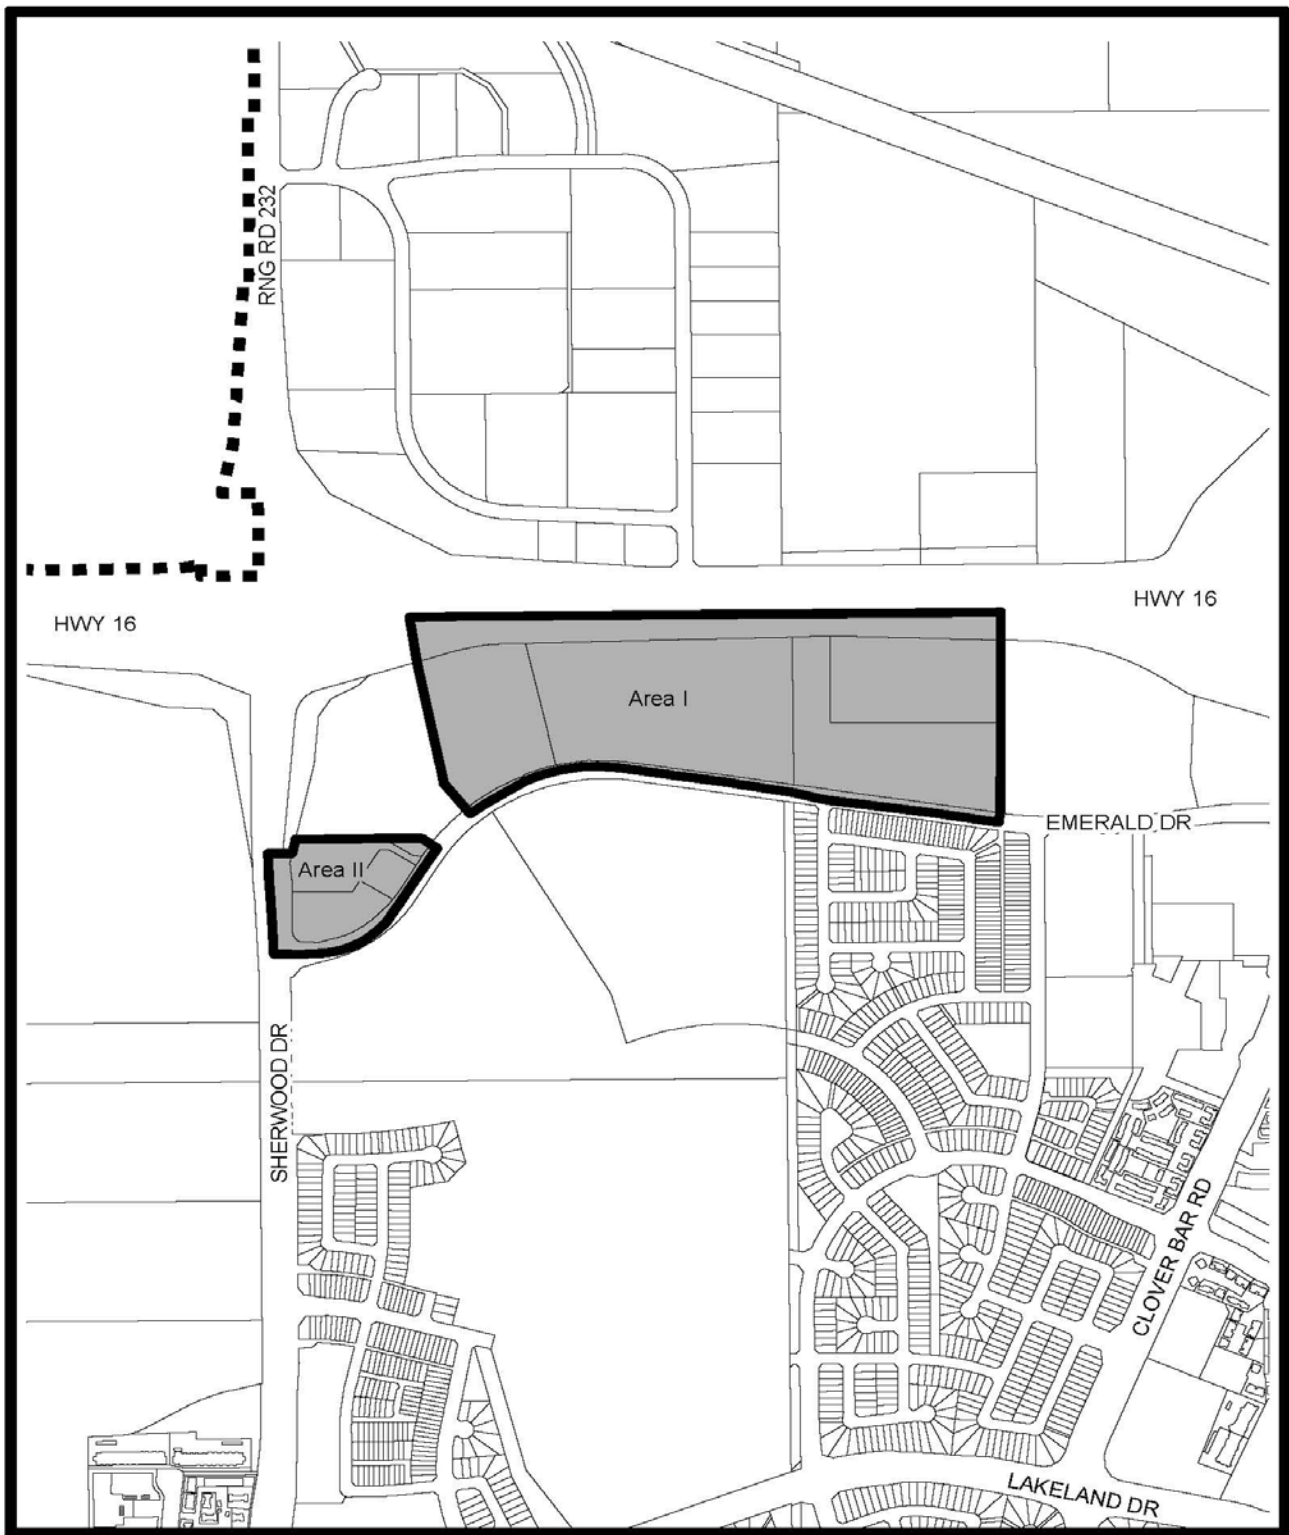 RNG RD 232
HWY 16
HWY 16
Area I
EMERALD DR
Area II
SHERWOOD DR
CLOVER BAR RD
LAKELAND DR